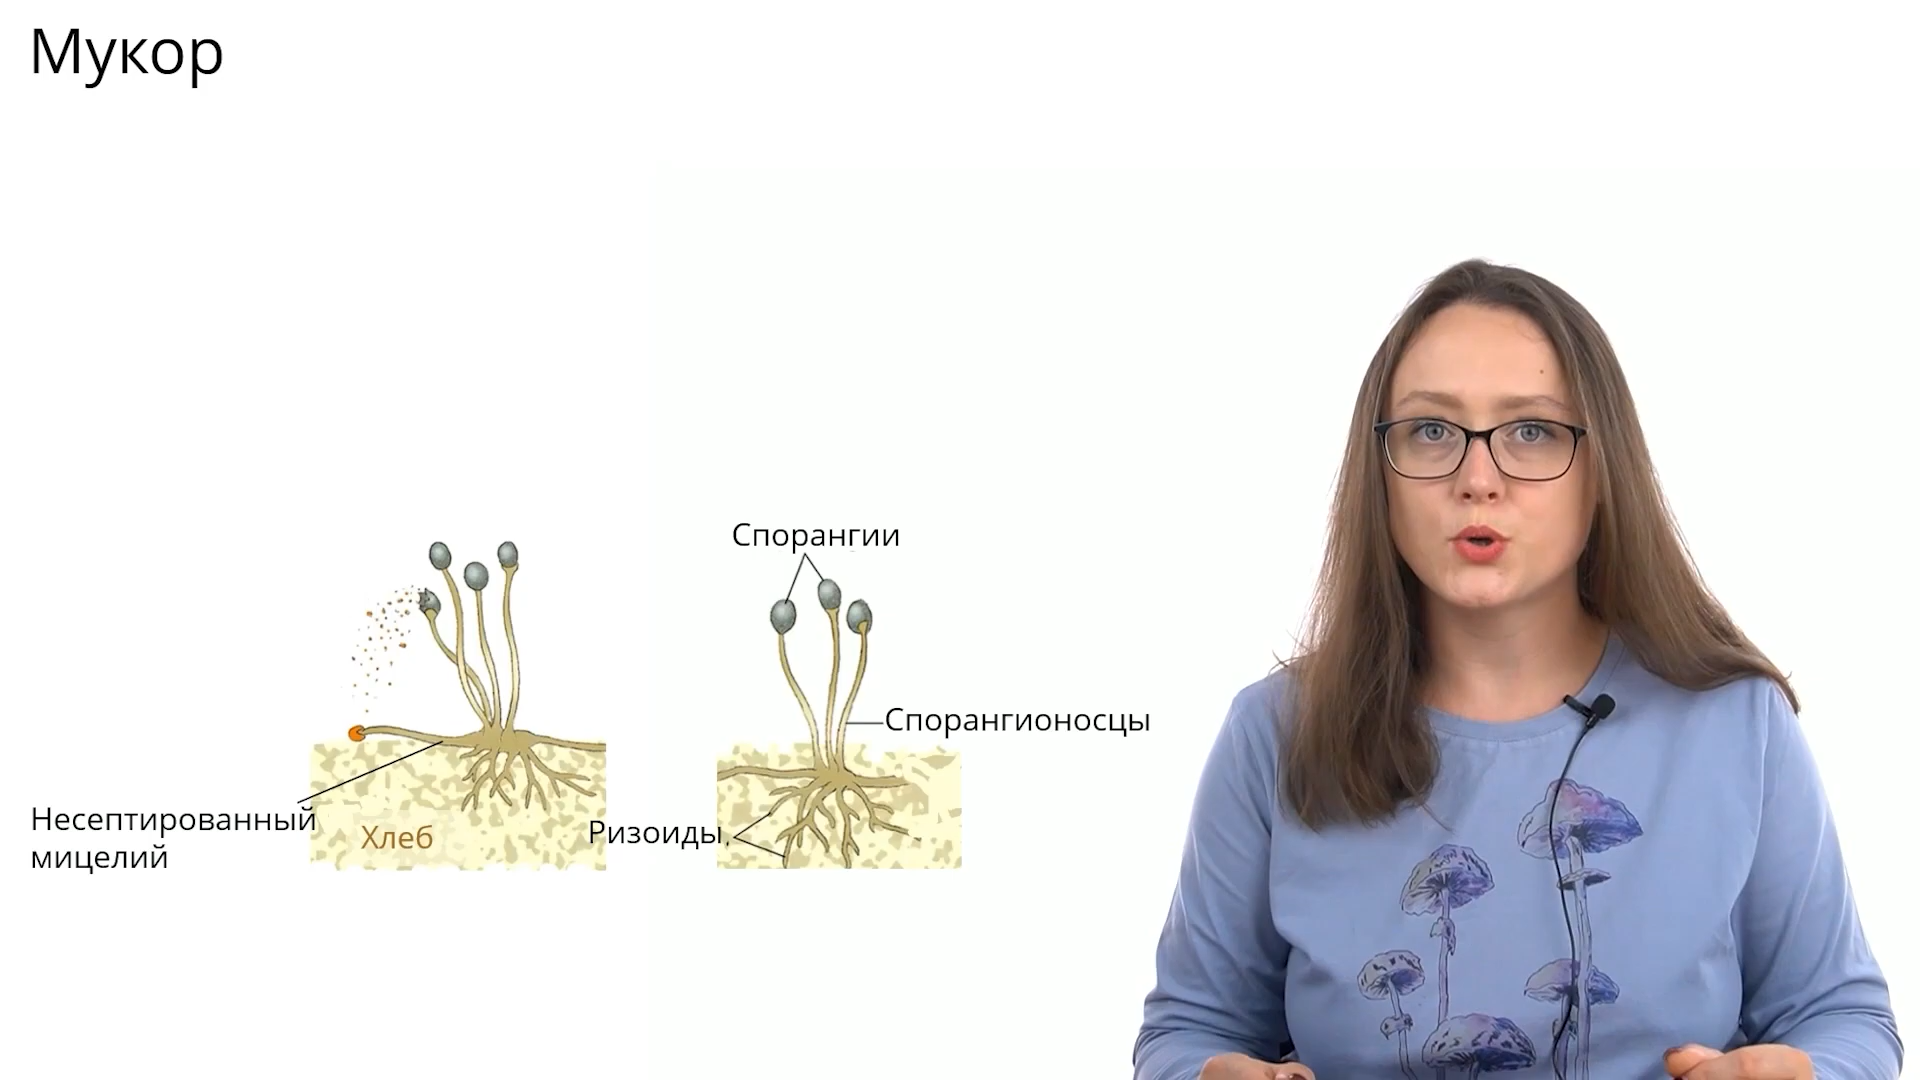 Мукор
Спорангии
Спорангионосцы
Несептированный
мицелий
Хлеб
Ризоиды